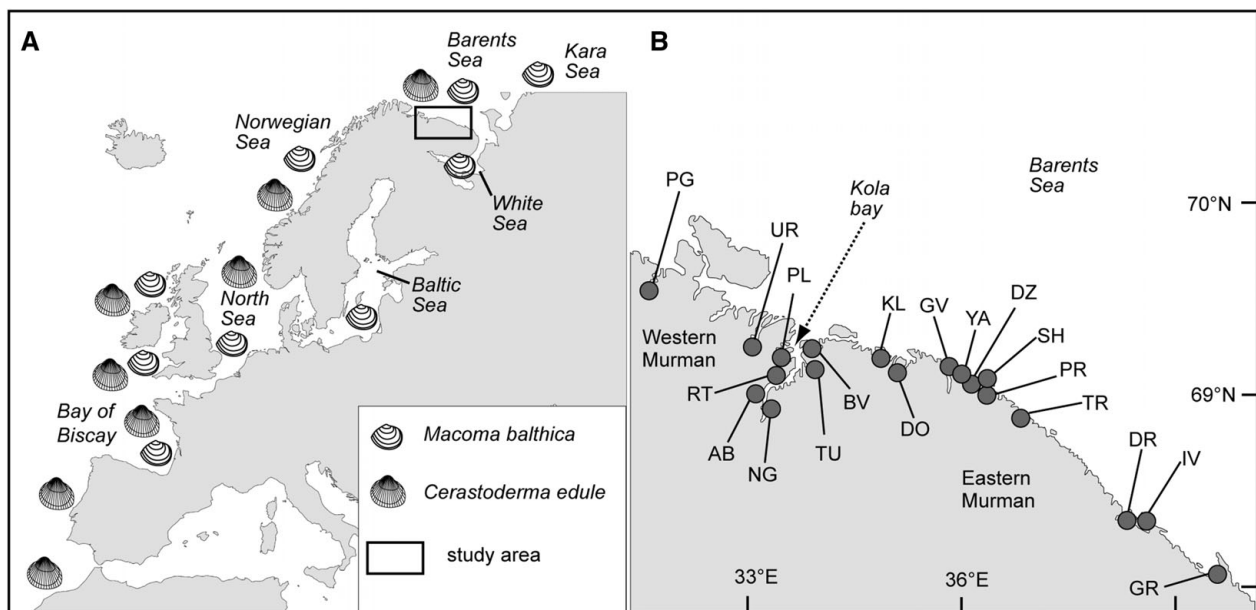 A
Barents
Sea
Kara
Sea
Norwegian
Sea
White
Sea
Baltic
Sea
North
Sea
Bay of
Biscay
Macoma balthica
Cerastoderma edule
study area
B
Barents
Sea
Kola
bay
70°N
PG
UR
PL
KL
GV
YA
DZ
SH
PR
TR
69°N
Western
Murman
RT
AB
NG
TU
BV
DO
Eastern
Murman
DR
IV
GR
33°E
36°E